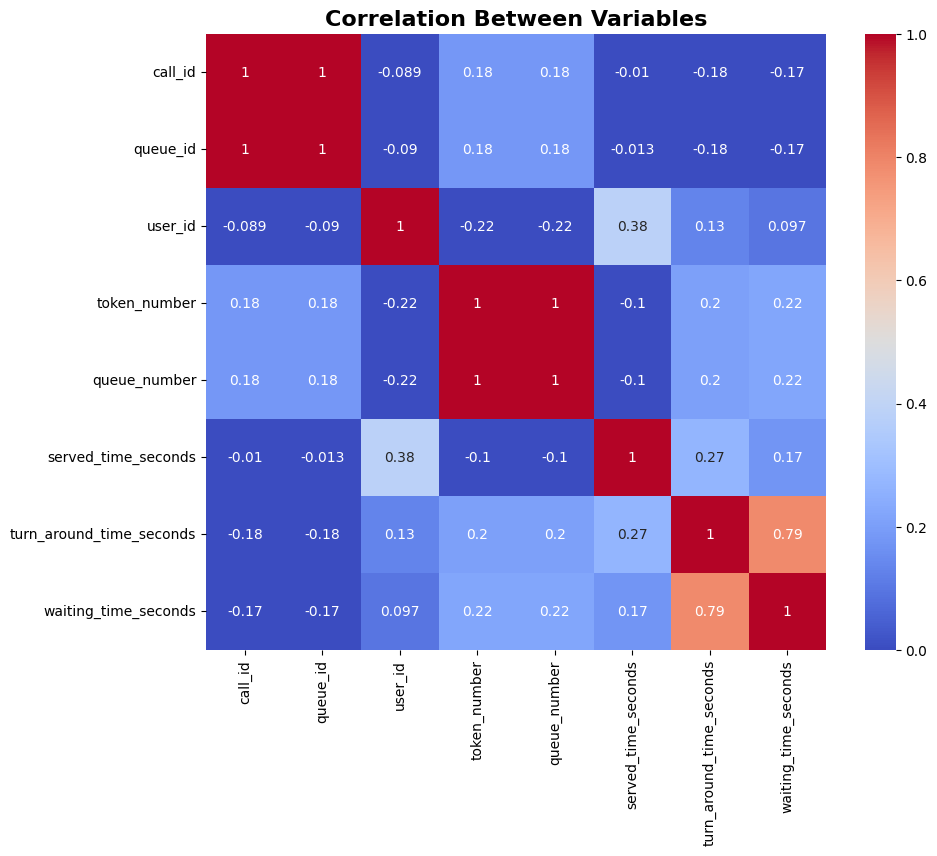 Correlation Between Variables
call_id 1 1 -0.089 0.18 0.18 -0.01 -0.18 -0.17
queue_id 1 1 -0.09 0.18 0.18 -0.013 -0.18 -0.17
user_id -0.089 -0.09 1 -0.22 -0.22 0.38 0.13 0.097
token_number 0.18 0.18 -0.22 1 1 -0.1 0.2 0.22
queue_number 0.18 0.18 -0.22 1 1 -0.1 0.2 0.22
served_time_seconds -0.01 -0.013 0.38 -0.1 -0.1 1 0.27 0.17
turn_around_time_seconds -0.18 -0.18 0.13 0.2 0.2 0.27 1 0.79
waiting_time_seconds -0.17 -0.17 0.097 0.22 0.22 0.17 0.79 1
call_id
queue_id
user_id
token_number
queue_number
served_time_seconds
turn_around_time_seconds
waiting_time_seconds
1.0
0.8
0.6
0.4
0.2
0.0